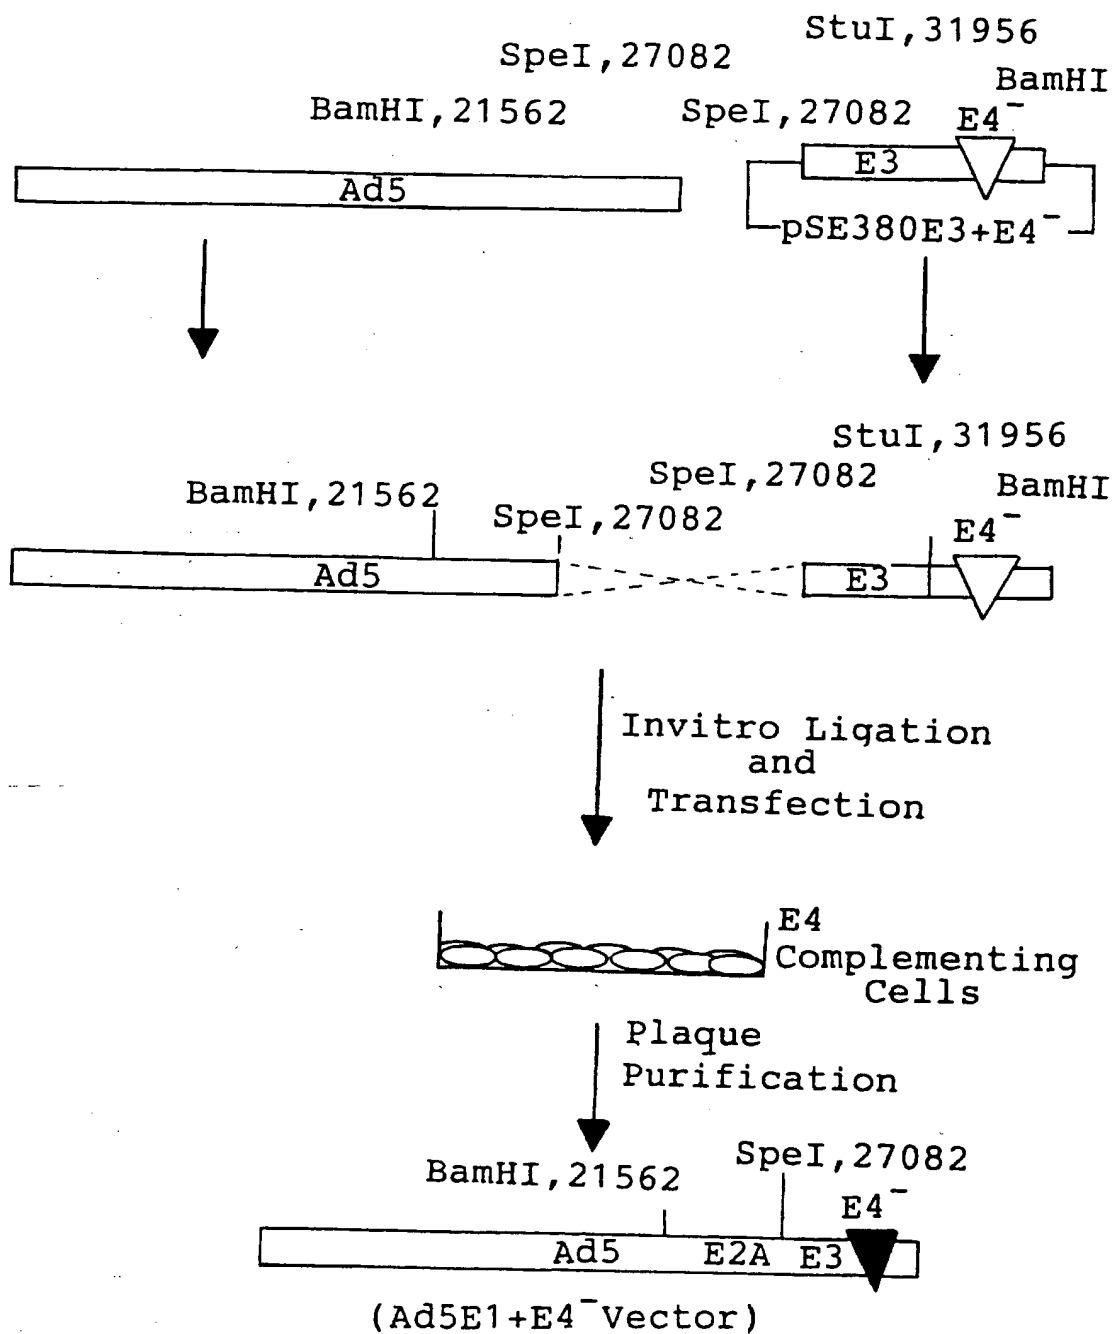 StuI,31956
SpeI,27082
BamHI
BamHI,21562
SpeI,27082
E4⁻
Ad5
E3
pSE380E3+E4⁻
StuI,31956
SpeI,27082
BamHI
BamHI,21562
SpeI,27082
E4⁻
Ad5
E3
Invitro Ligation
and
Transfection
E4
Complementing
Cells
Plaque
Purification
SpeI,27082
BamHI,21562
E4⁻
Ad5
E2A
E3
(Ad5E1+E4⁻Vector)